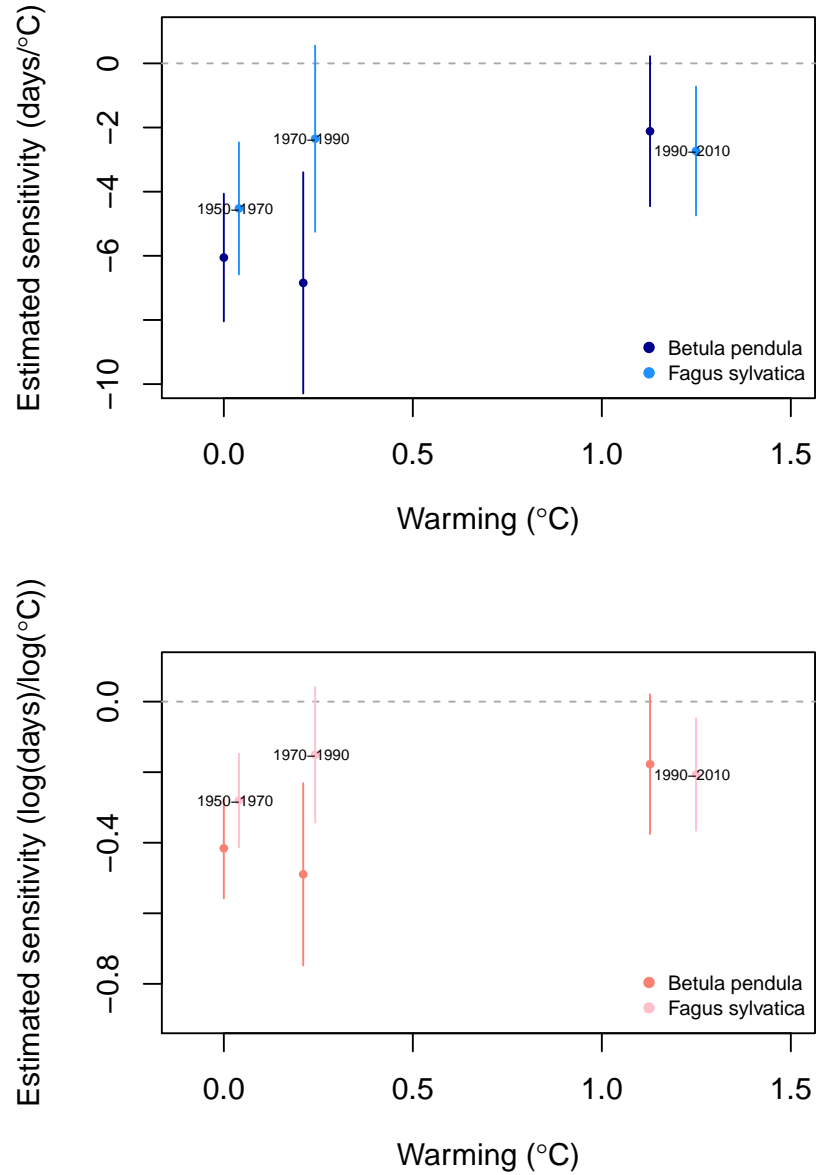 Estimated sensitivity (days/°C)
0
−2
−4
−6
−10
1970−1990
1950−1970
1990−2010
Betula pendula
Fagus sylvatica
0.0 0.5 1.0 1.5
Warming (°C)
Estimated sensitivity (log(days)/log(°C))
0.0
−0.4
−0.8
1970−1990
1950−1970
1990−2010
Betula pendula
Fagus sylvatica
0.0 0.5 1.0 1.5
Warming (°C)